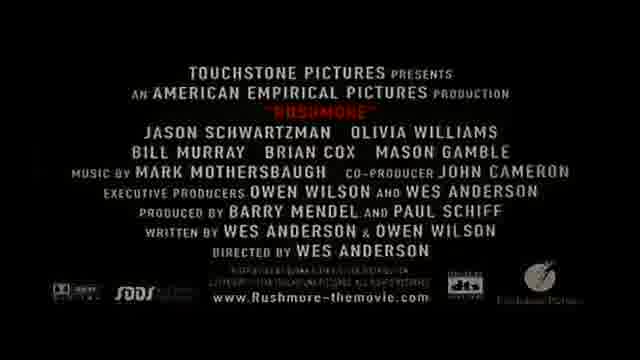 TOUCHSTONE PICTURES PRESENTS
AN AMERICAN EMPIRICAL PICTURES PRODUCTION
"RUSHMORE"
JASON SCHWARTZMAN OLIVIA WILLIAMS
BILL MURRAY BRIAN COX MASON GAMBLE
MUSIC BY MARK MOTHERSBAUGH CO-PRODUCER JOHN CAMERON
EXECUTIVE PRODUCERS OWEN WILSON AND WES ANDERSON
PRODUCED BY BARRY MENDEL AND PAUL SCHIFF
WRITTEN BY WES ANDERSON & OWEN WILSON
DIRECTED BY WES ANDERSON
www.Rushmore-themovie.com
SDDS
dts